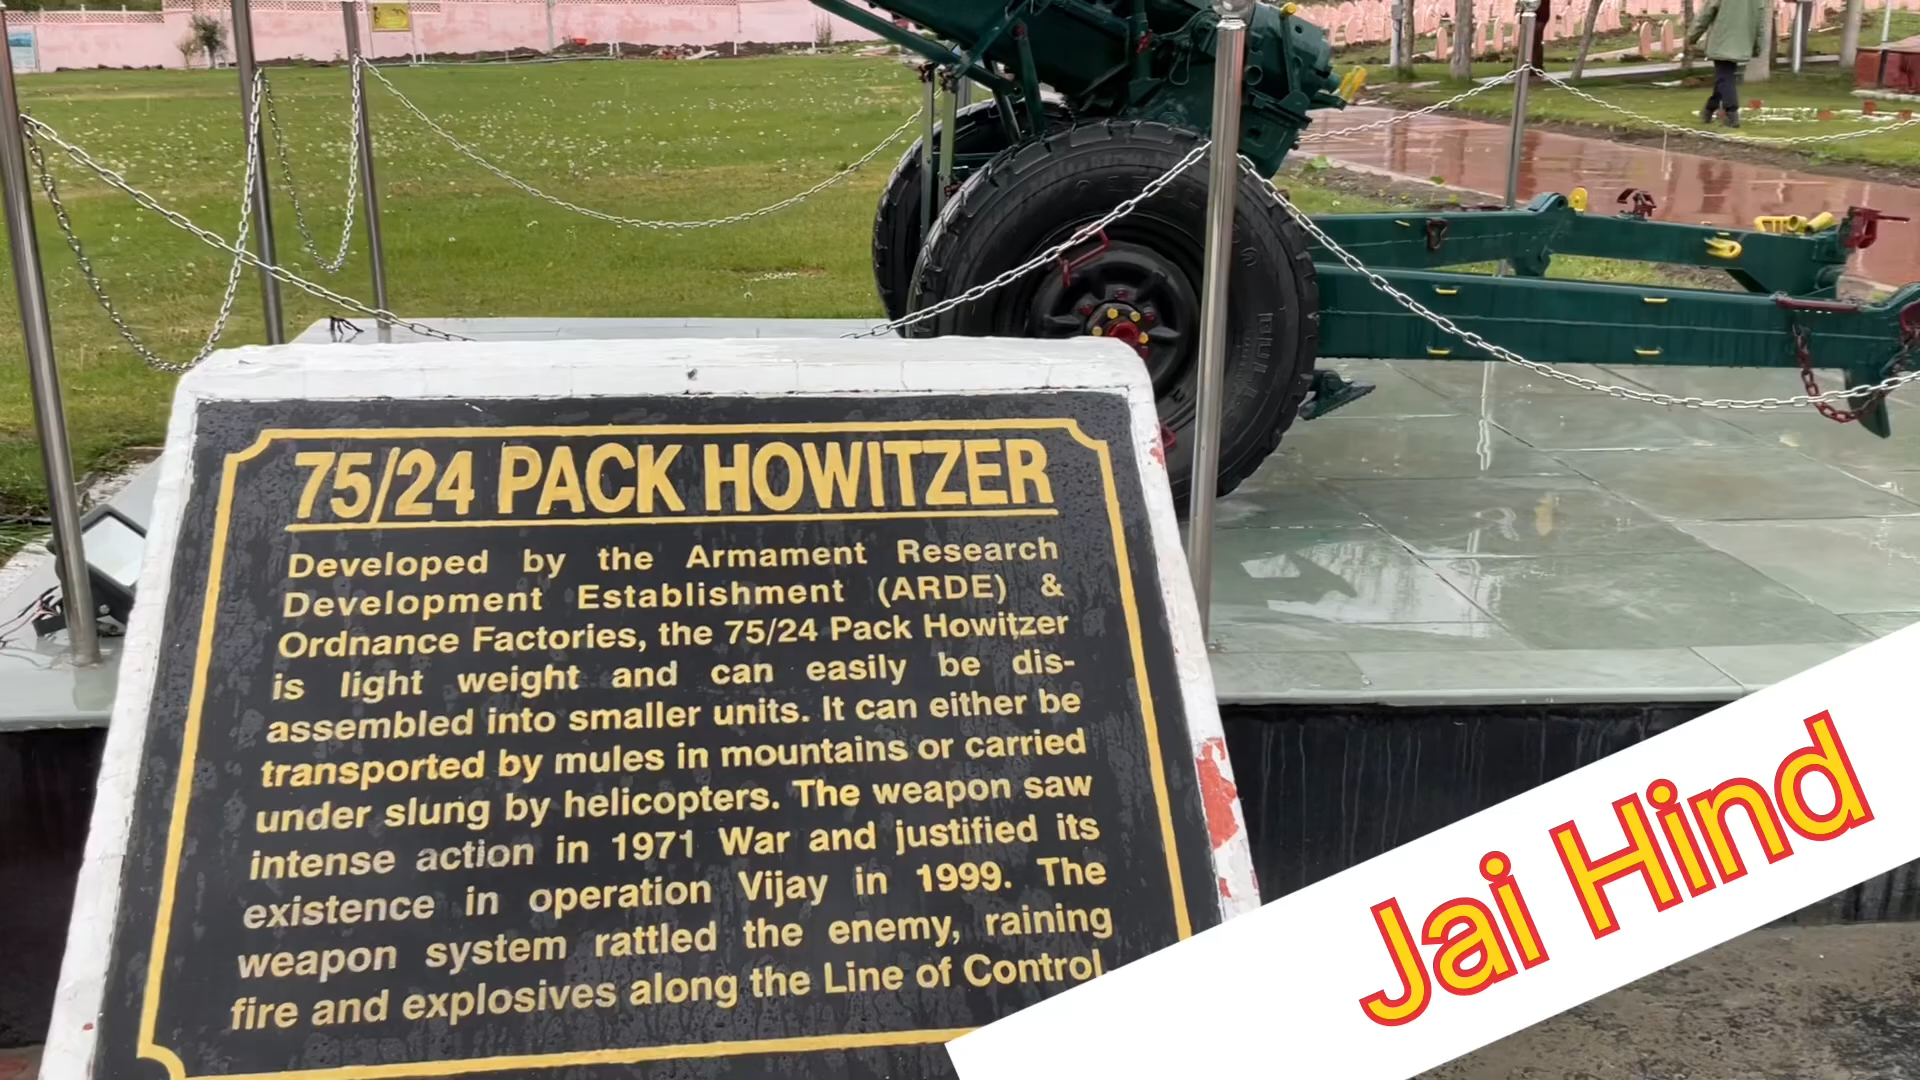 75/24 PACK HOWITZER
Developed by the Armament Research
Development Establishment (ARDE) &
Ordnance Factories, the 75/24 Pack Howitzer
is light weight and can easily be dis-
assembled into smaller units. It can either be
transported by mules in mountains or carried
under slung by helicopters. The weapon saw
intense action in 1971 War and justified its
existence in operation Vijay in 1999. The
weapon system rattled the enemy, raining
fire and explosives along the Line of Control.
Jai Hind